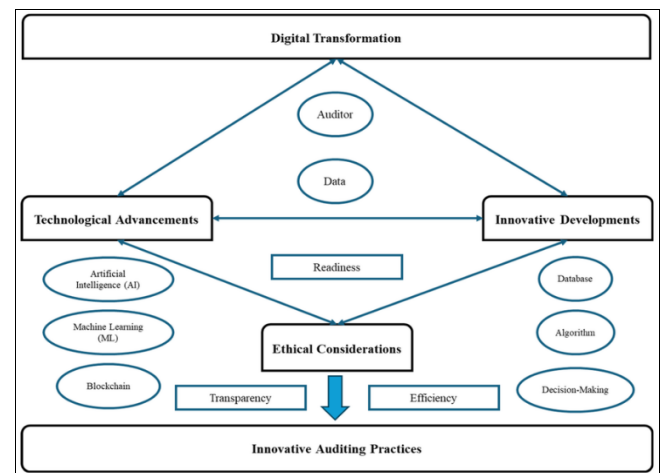 Digital Transformation
Auditor
Data
Technological Advancements
Innovative Developments
Readiness
Artificial
Intelligence (AI)
Database
Machine Learning
(ML)
Algorithm
Ethical Considerations
Blockchain
Transparency
Efficiency
Decision-Making
Innovative Auditing Practices